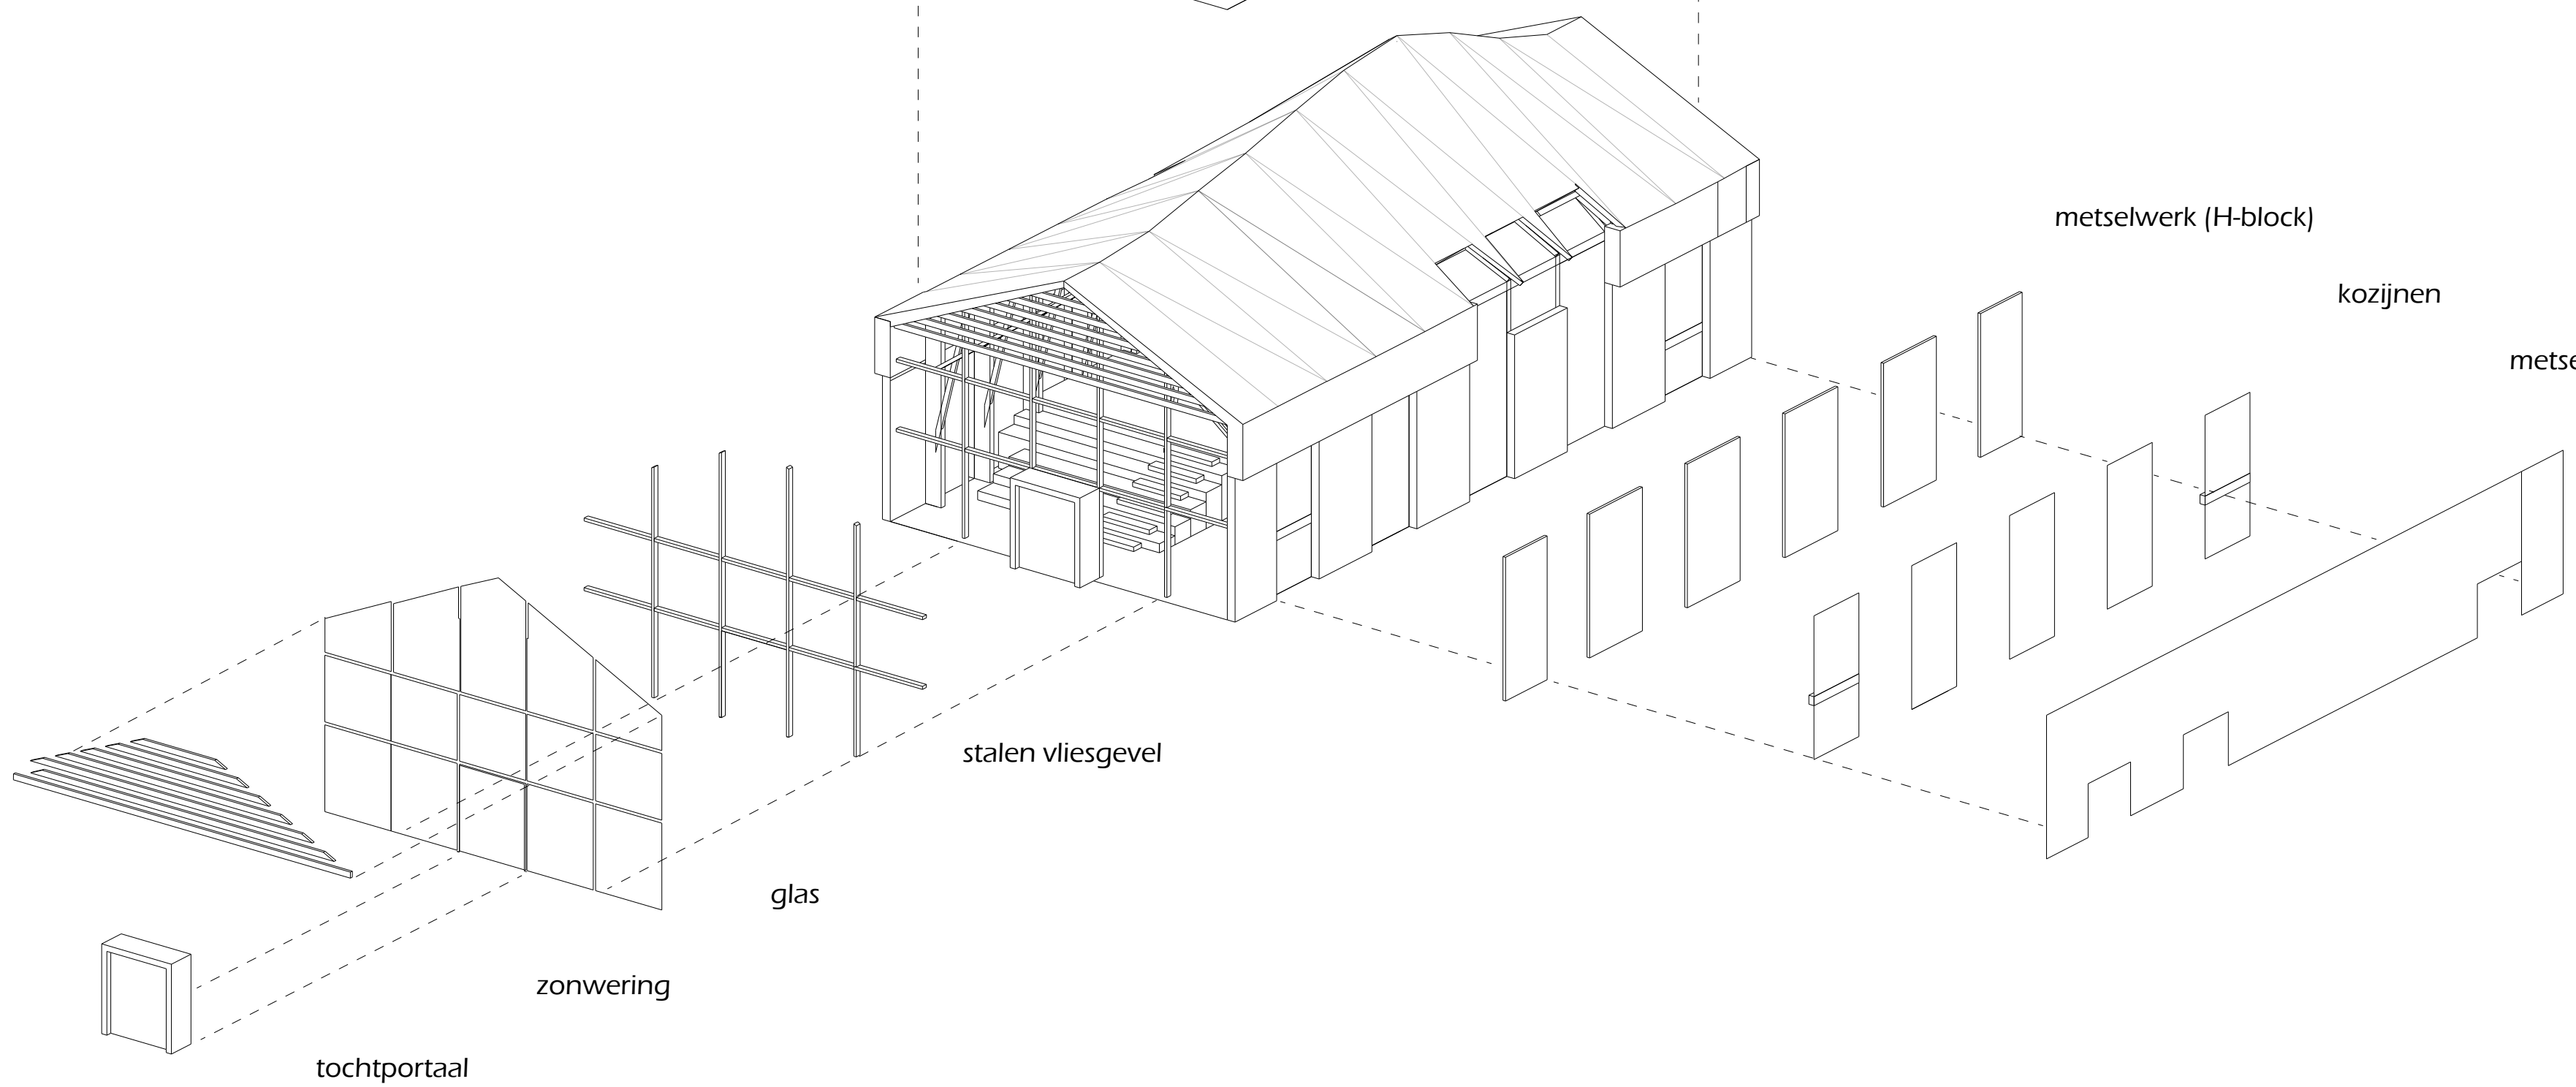 metselwerk (H-block)
kozijnen
stalen vliesgevel
glas
zonwering
tochtportaal